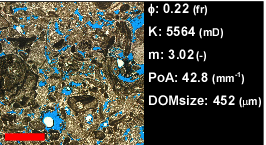 ϕ: 0.22 (fr)
K: 5564 (mD)
m: 3.02 (-)
PoA: 42.8 (mm⁻¹)
DOMsize: 452 (μm)